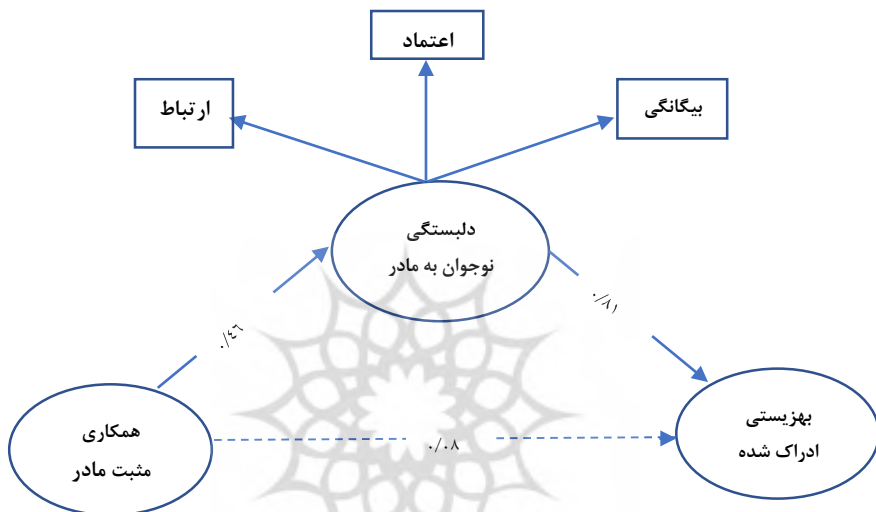 اعتماد
بیگانگی
ارتباط
دلبستگی
نوجوان به مادر
۰/۸۱
۰/۴۶
بهزیستی
ادراک شده
همکاری
مثبت مادر
۰/۰۸